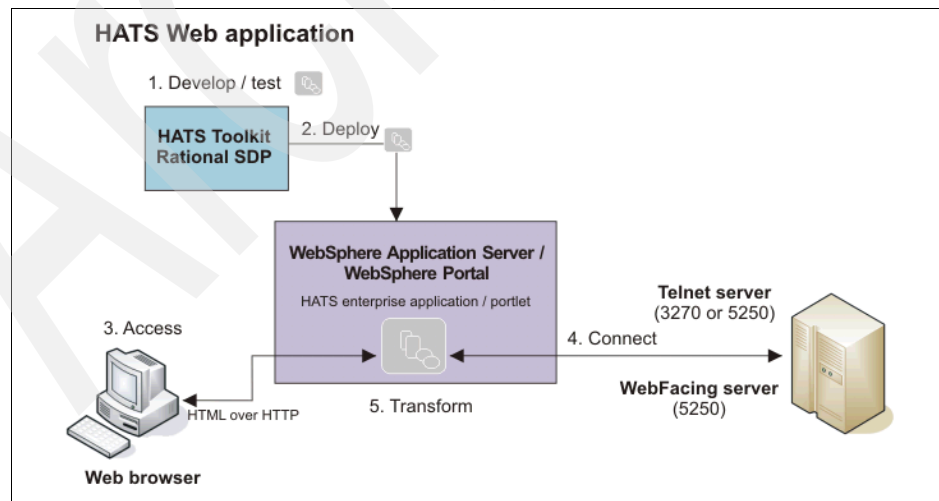 HATS Web application
1. Develop / test
HATS Toolkit
Rational SDP
2. Deploy
WebSphere Application Server /
WebSphere Portal
HATS enterprise application / portlet
3. Access
HTML over HTTP
Web browser
4. Connect
5. Transform
Telnet server
(3270 or 5250)
WebFacing server
(5250)